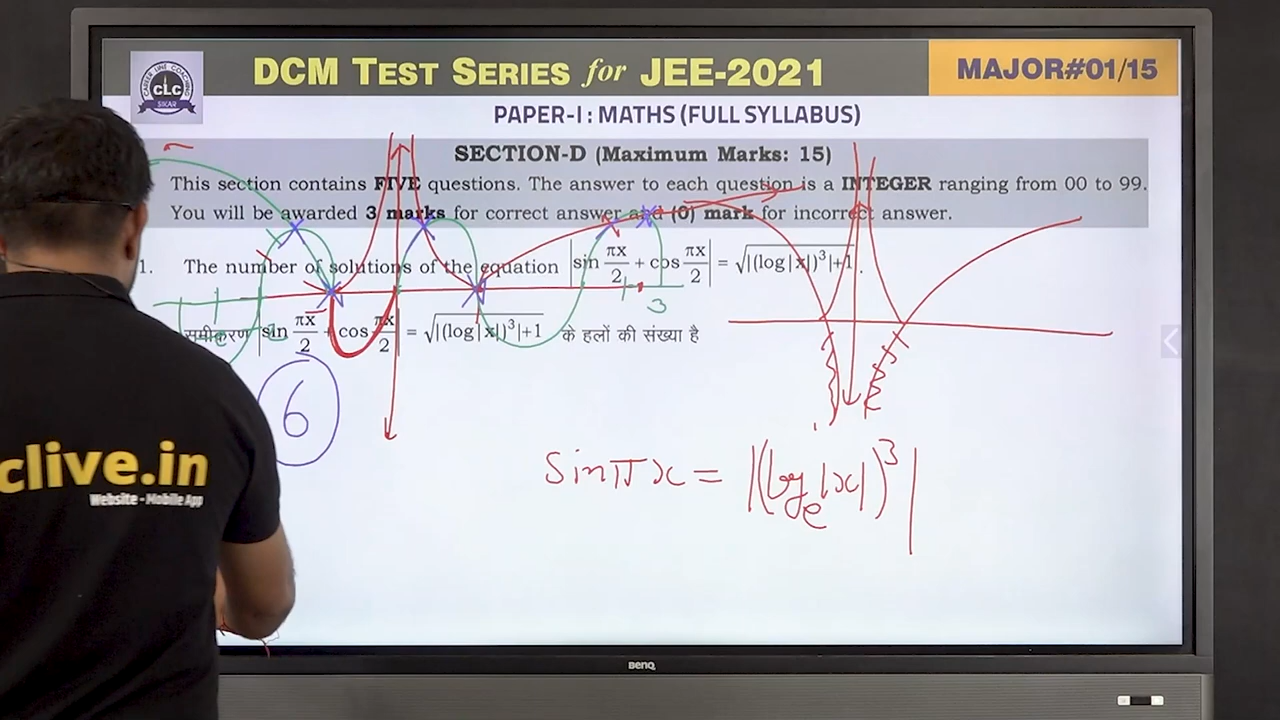 DCM TEST SERIES for JEE-2021
MAJOR#01/15
CAREER LINE COACHING
CLC
SIKAR
PAPER-I : MATHS (FULL SYLLABUS)
SECTION-D (Maximum Marks: 15)
This section contains FIVE questions. The answer to each question is a INTEGER ranging from 00 to 99.
You will be awarded 3 marks for correct answer and (0) mark for incorrect answer.
1. The number of solutions of the equation |sin πx/2 + cos πx/2| = √|(log|x|)³|+1 .
समीकरण |sin πx/2 + cos πx/2| = √|(log|x|)³|+1 के हलों की संख्या है
3
6
sin πx = |(log_e |x|)³|
clive.in
Website - Mobile App
BenQ